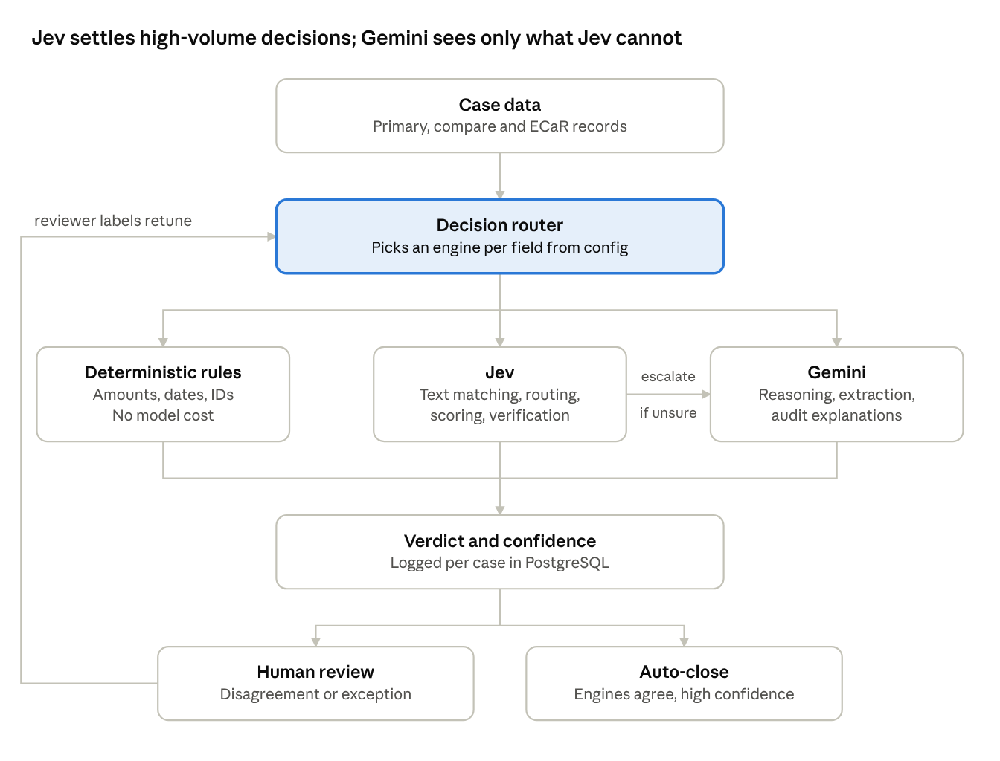 Jev settles high-volume decisions; Gemini sees only what Jev cannot
Case data
Primary, compare and ECaR records
reviewer labels retune
Decision router
Picks an engine per field from config
Deterministic rules
Amounts, dates, IDs
No model cost
Jev
Text matching, routing,
scoring, verification
escalate
if unsure
Gemini
Reasoning, extraction,
audit explanations
Verdict and confidence
Logged per case in PostgreSQL
Human review
Disagreement or exception
Auto-close
Engines agree, high confidence